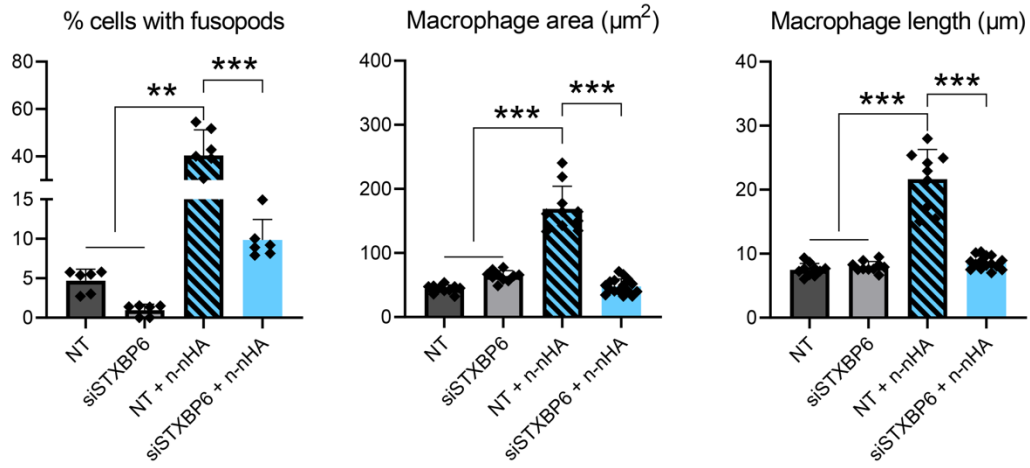 % cells with fusopods
80
60
40
15
10
5
0
**
***
NT
siSTXBP6
NT + n-nHA
siSTXBP6 + n-nHA
Macrophage area (µm²)
400
300
200
100
0
***
***
NT
siSTXBP6
NT + n-nHA
siSTXBP6 + n-nHA
Macrophage length (µm)
40
30
20
10
0
***
***
NT
siSTXBP6
NT + n-nHA
siSTXBP6 + n-nHA